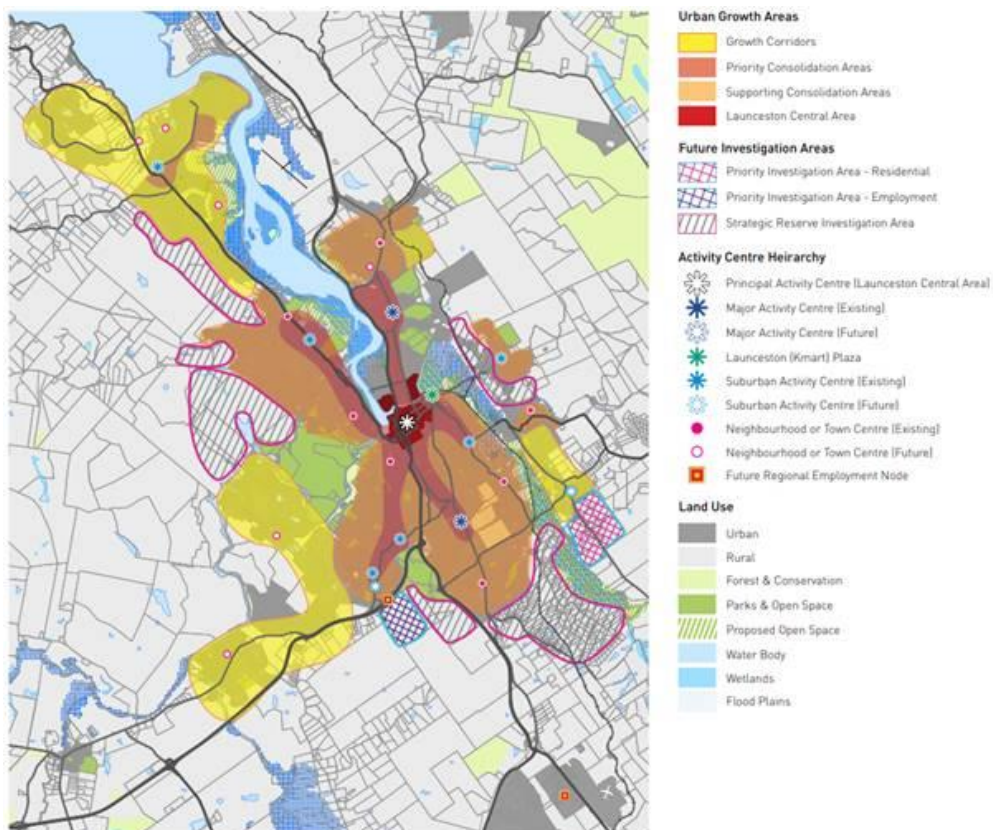 Urban Growth Areas
Growth Corridors
Priority Consolidation Areas
Supporting Consolidation Areas
Launceston Central Area
Future Investigation Areas
Priority Investigation Area - Residential
Priority Investigation Area - Employment
Strategic Reserve Investigation Area
Activity Centre Heirarchy
Principal Activity Centre (Launceston Central Area)
Major Activity Centre (Existing)
Major Activity Centre (Future)
Launceston (Kmart) Plaza
Suburban Activity Centre (Existing)
Suburban Activity Centre (Future)
Neighbourhood or Town Centre (Existing)
Neighbourhood or Town Centre (Future)
Future Regional Employment Node
Land Use
Urban
Rural
Forest & Conservation
Parks & Open Space
Proposed Open Space
Water Body
Wetlands
Flood Plains